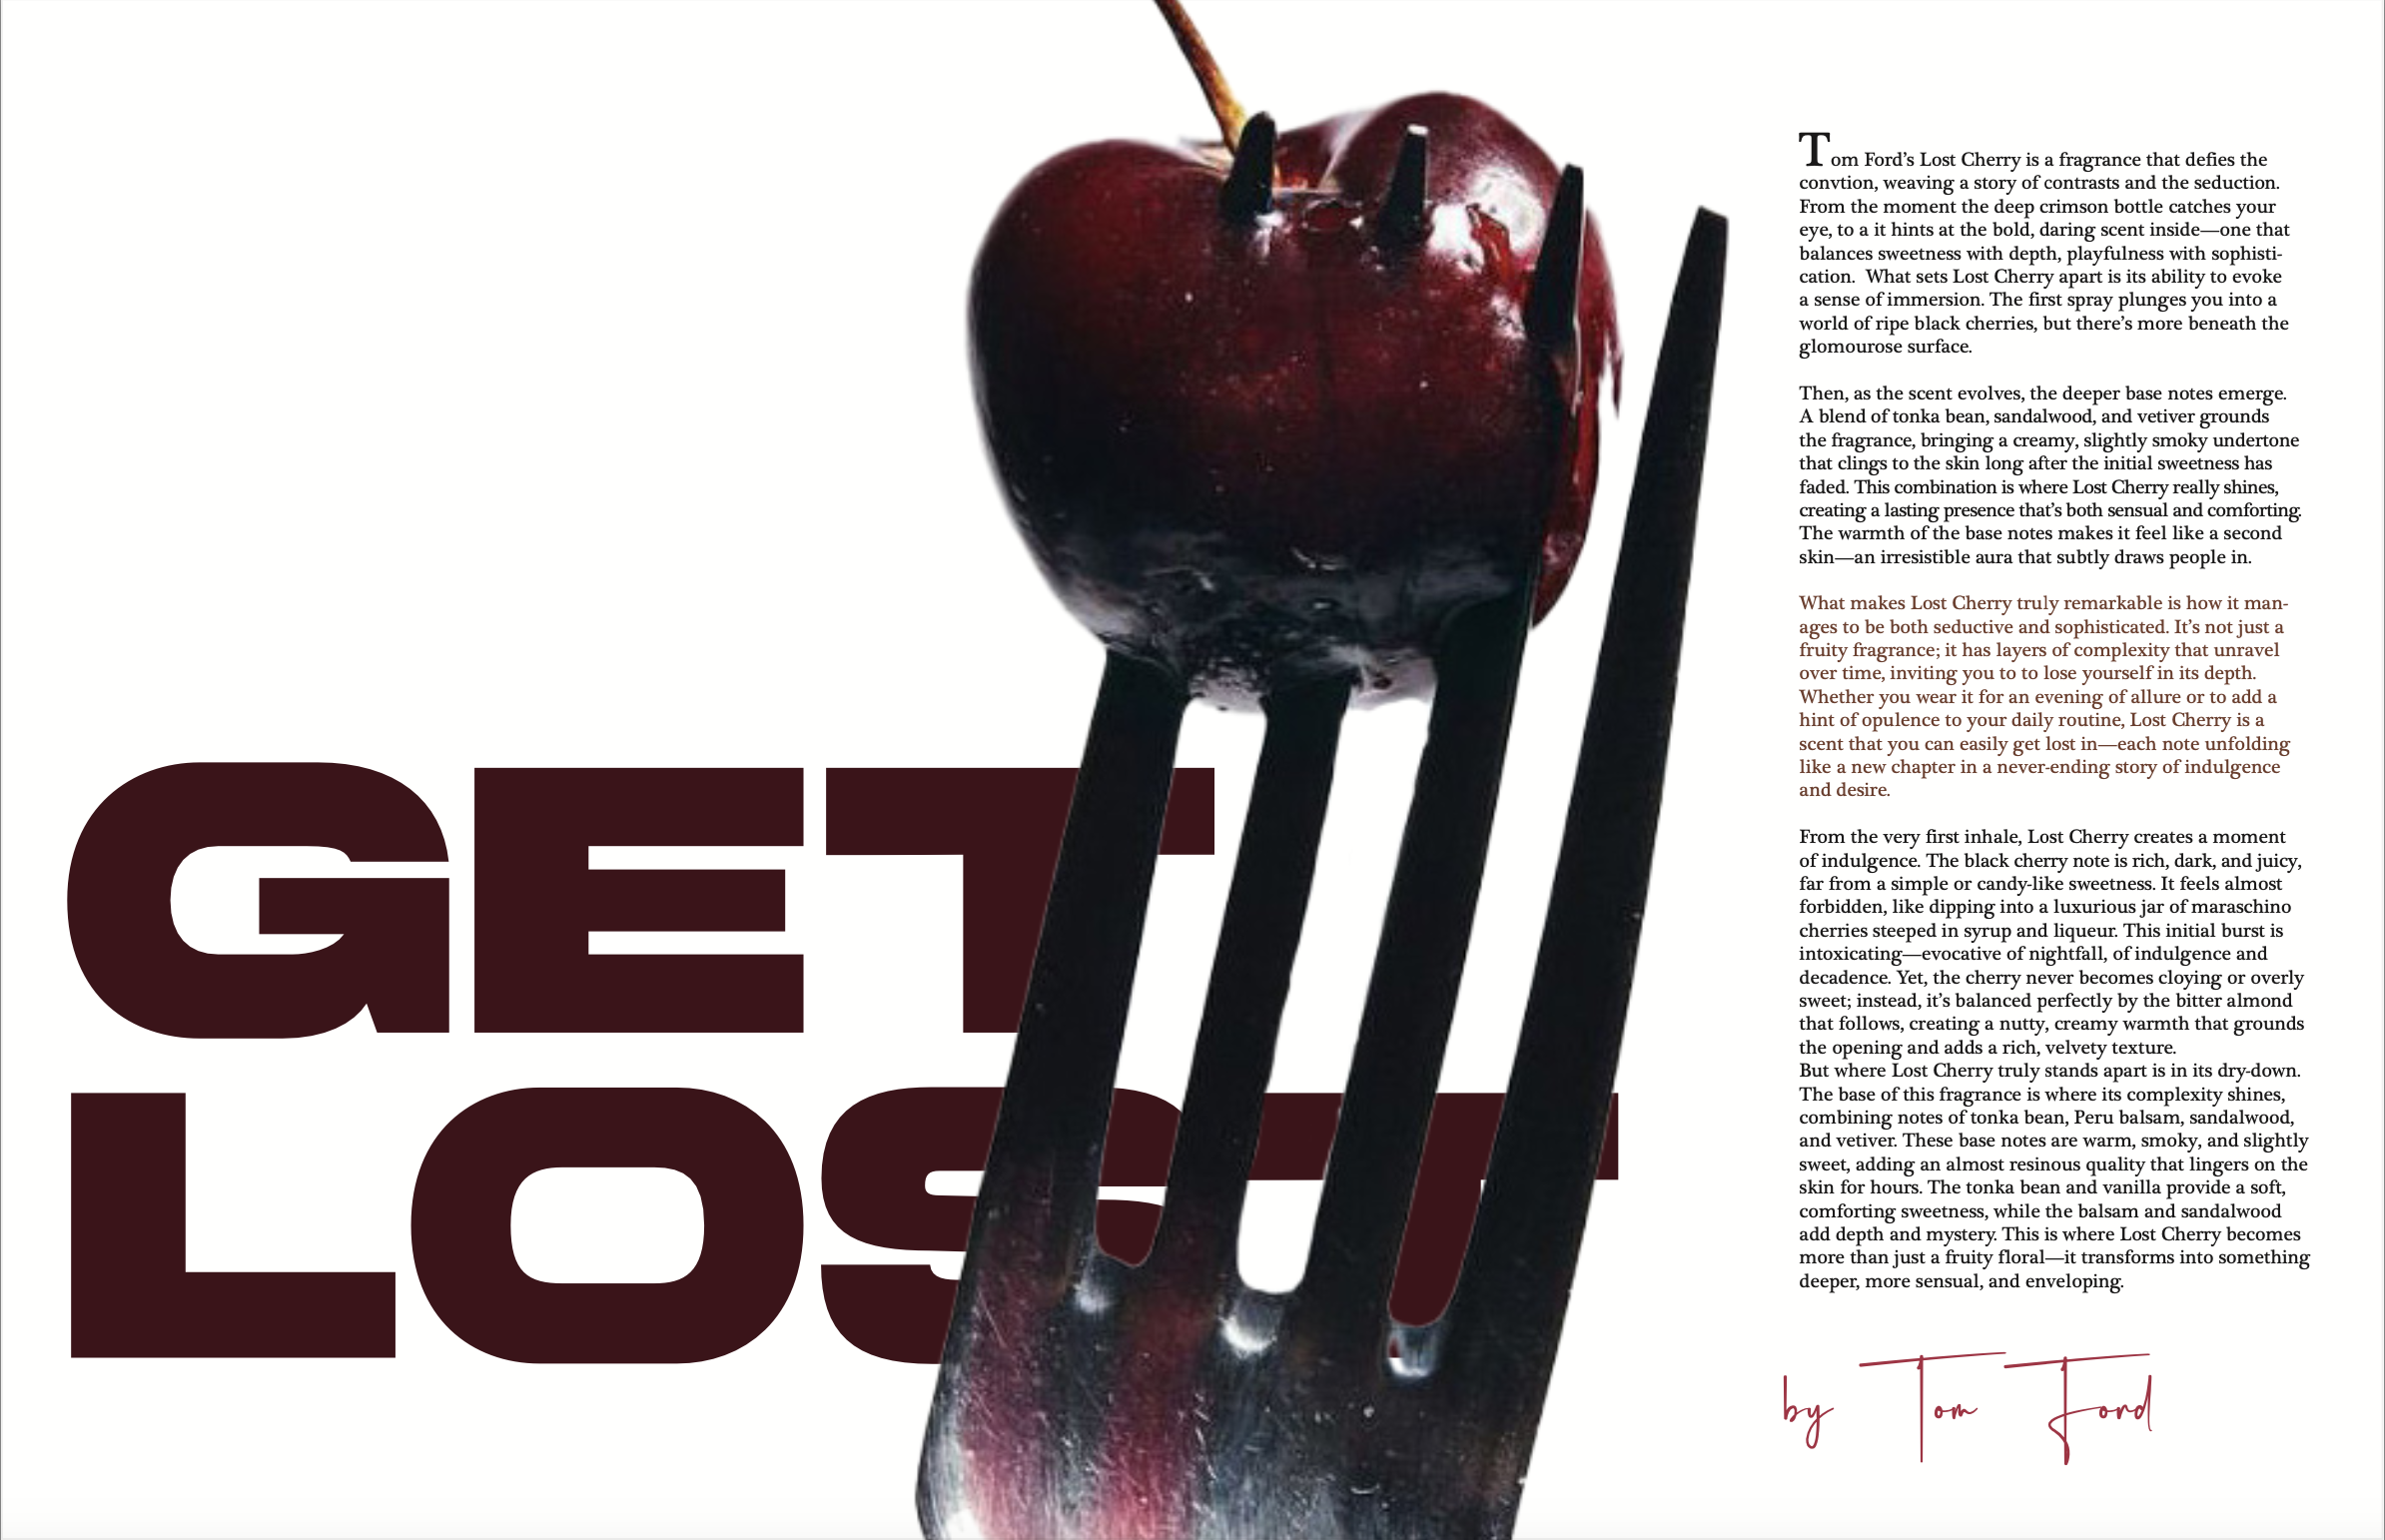 GET
LOST
Tom Ford’s Lost Cherry is a fragrance that defies the
convtion, weaving a story of contrasts and the seduction.
From the moment the deep crimson bottle catches your
eye, to a it hints at the bold, daring scent inside—one that
balances sweetness with depth, playfulness with sophisti-
cation.  What sets Lost Cherry apart is its ability to evoke
a sense of immersion. The first spray plunges you into a
world of ripe black cherries, but there’s more beneath the
glomourose surface.
Then, as the scent evolves, the deeper base notes emerge.
A blend of tonka bean, sandalwood, and vetiver grounds
the fragrance, bringing a creamy, slightly smoky undertone
that clings to the skin long after the initial sweetness has
faded. This combination is where Lost Cherry really shines,
creating a lasting presence that’s both sensual and comforting.
The warmth of the base notes makes it feel like a second
skin—an irresistible aura that subtly draws people in.
What makes Lost Cherry truly remarkable is how it man-
ages to be both seductive and sophisticated. It’s not just a
fruity fragrance; it has layers of complexity that unravel
over time, inviting you to to lose yourself in its depth.
Whether you wear it for an evening of allure or to add a
hint of opulence to your daily routine, Lost Cherry is a
scent that you can easily get lost in—each note unfolding
like a new chapter in a never-ending story of indulgence
and desire.
From the very first inhale, Lost Cherry creates a moment
of indulgence. The black cherry note is rich, dark, and juicy,
far from a simple or candy-like sweetness. It feels almost
forbidden, like dipping into a luxurious jar of maraschino
cherries steeped in syrup and liqueur. This initial burst is
intoxicating—evocative of nightfall, of indulgence and
decadence. Yet, the cherry never becomes cloying or overly
sweet; instead, it’s balanced perfectly by the bitter almond
that follows, creating a nutty, creamy warmth that grounds
the opening and adds a rich, velvety texture.
But where Lost Cherry truly stands apart is in its dry-down.
The base of this fragrance is where its complexity shines,
combining notes of tonka bean, Peru balsam, sandalwood,
and vetiver. These base notes are warm, smoky, and slightly
sweet, adding an almost resinous quality that lingers on the
skin for hours. The tonka bean and vanilla provide a soft,
comforting sweetness, while the balsam and sandalwood
add depth and mystery. This is where Lost Cherry becomes
more than just a fruity floral—it transforms into something
deeper, more sensual, and enveloping.
by Tom Ford